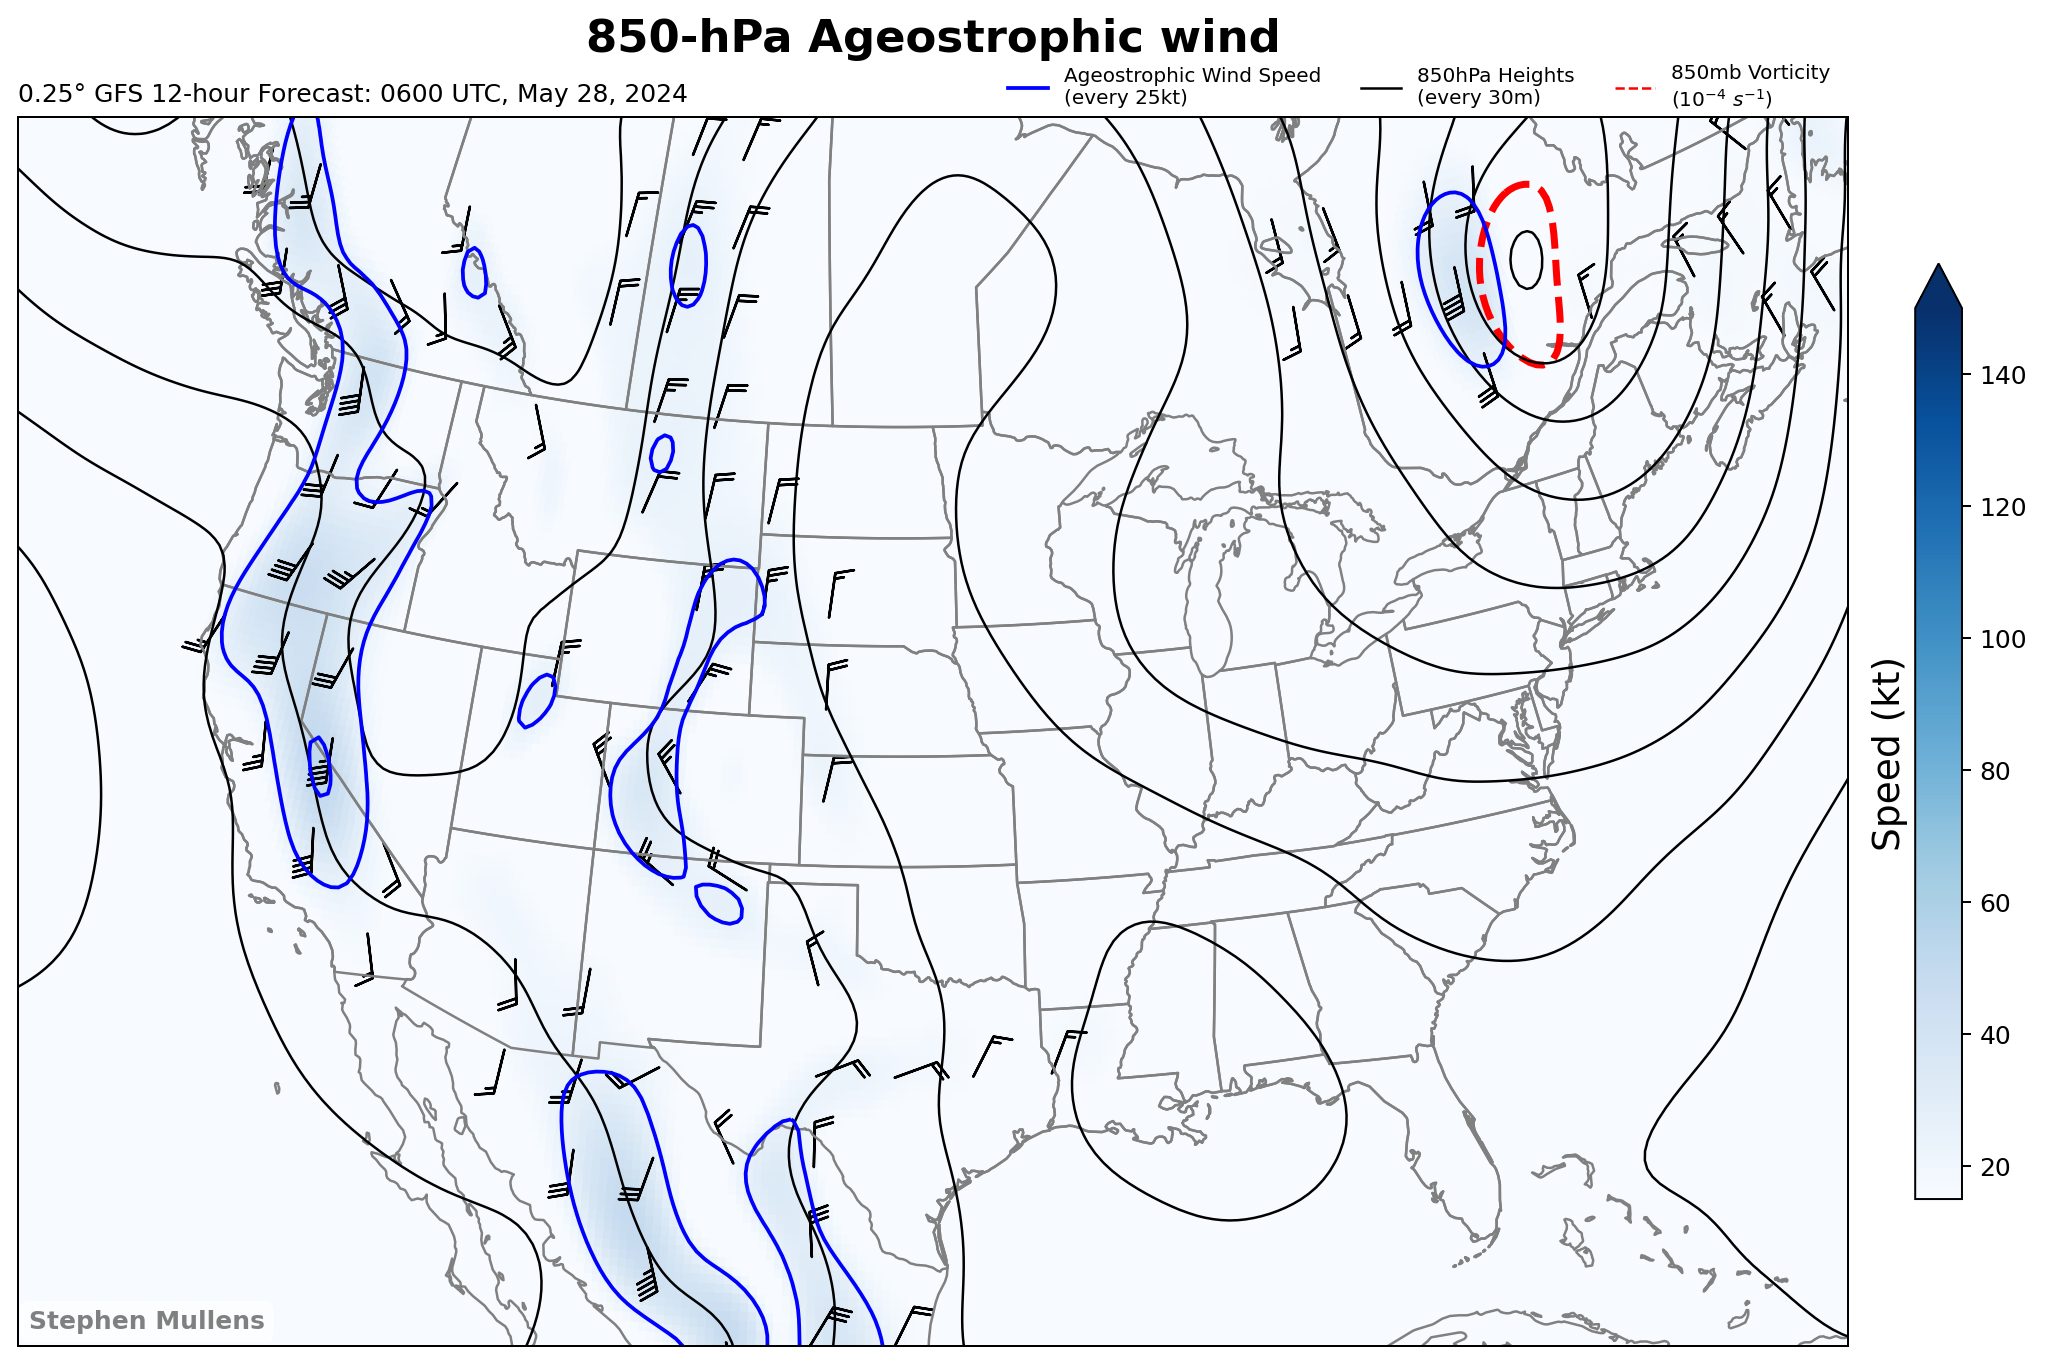 850-hPa Ageostrophic wind
0.25° GFS 12-hour Forecast: 0600 UTC, May 28, 2024
Ageostrophic Wind Speed
(every 25kt)
850hPa Heights
(every 30m)
850mb Vorticity
(10⁻⁴ s⁻¹)
140
120
100
80
60
40
20
Speed (kt)
Stephen Mullens